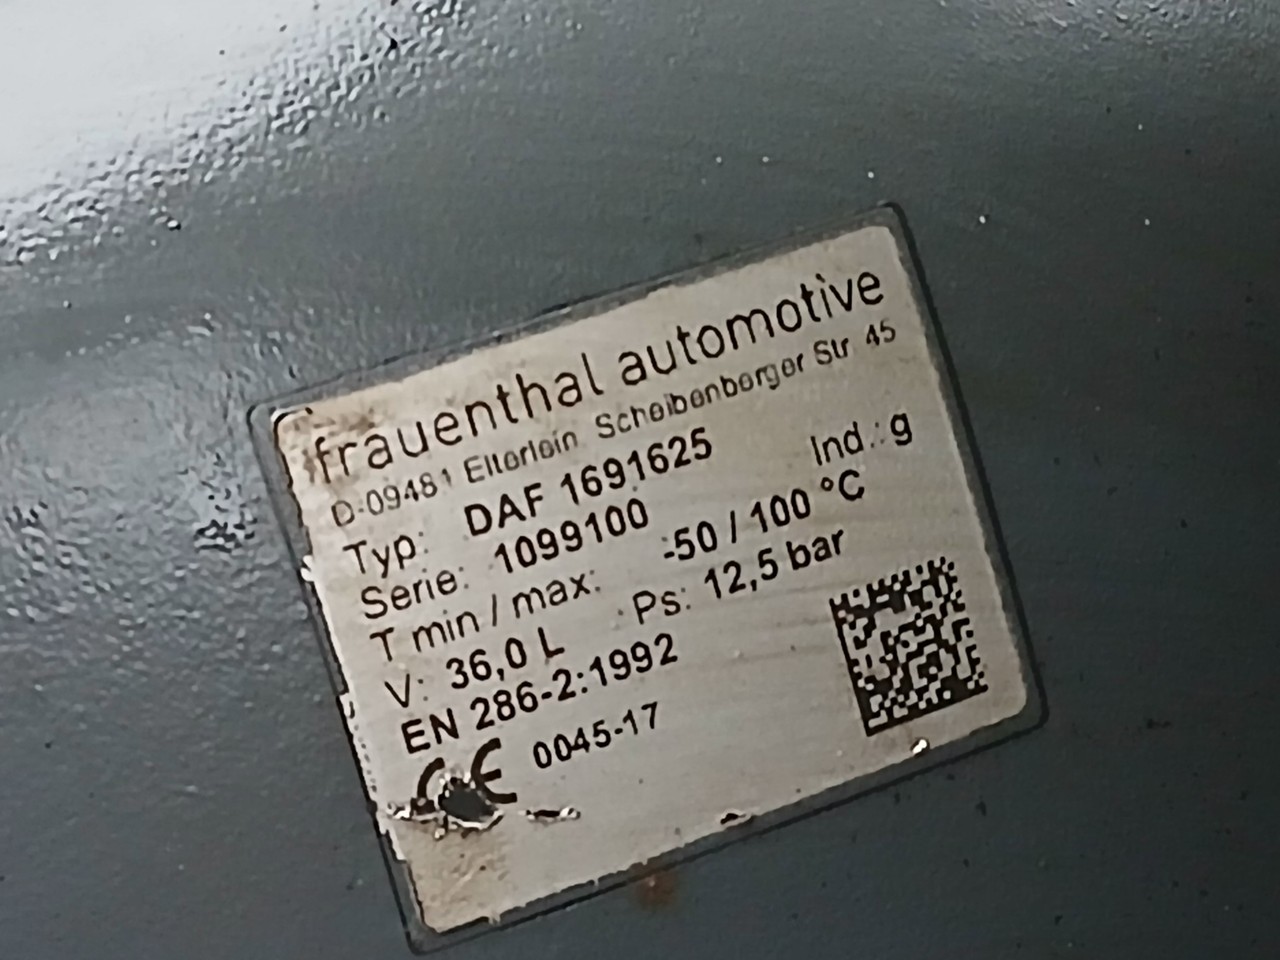 frauenthal automotive
D-09481 Elterlein Scheibenberger Str. 45
Typ: DAF 1691625 Ind.: g
Serie: 1099100
T min / max: -50 / 100 °C
V: 36,0 L Ps: 12,5 bar
EN 286-2:1992
CE 0045-17